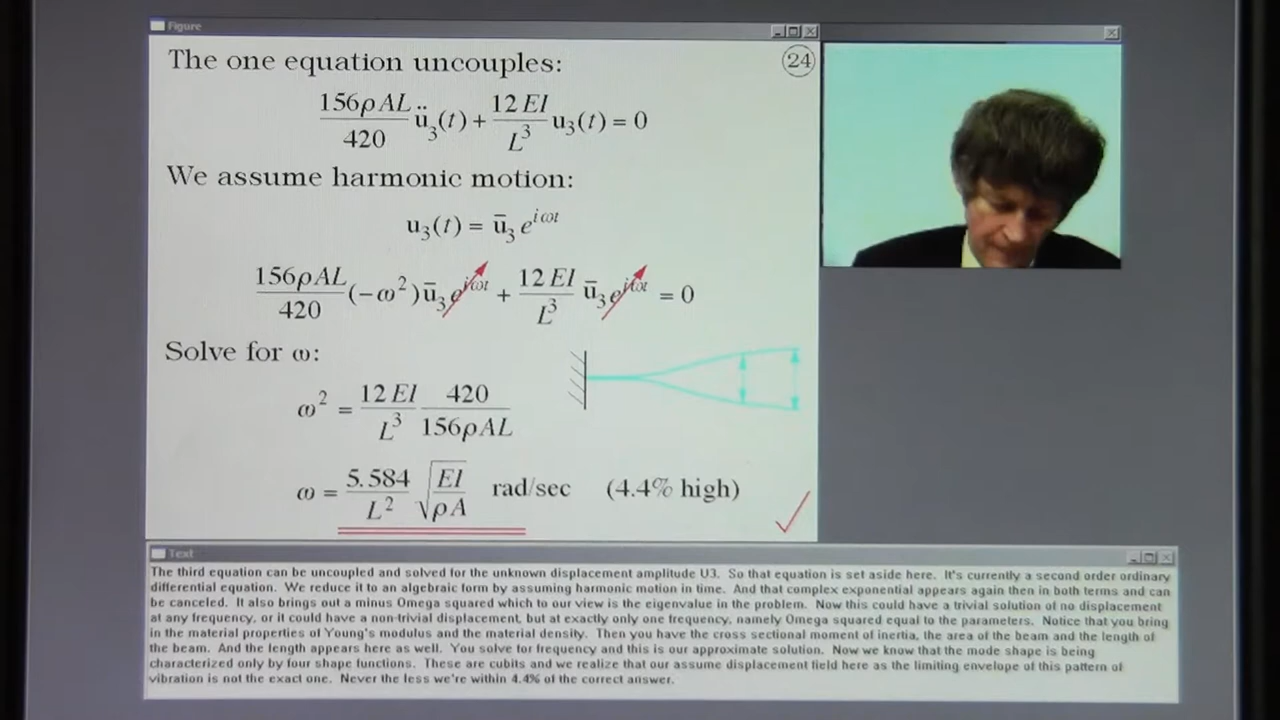 Figure
The one equation uncouples:
24
156ρAL/420 ü₃(t) + 12 EI/L³ u₃(t) = 0
We assume harmonic motion:
u₃(t) = ū₃ e^{iωt}
156ρAL/420 (−ω²) ū₃ e^{iωt} + 12 EI/L³ ū₃ e^{iωt} = 0
Solve for ω:
ω² = 12 EI/L³ 420/156ρAL
ω = 5.584/L² √(EI/ρA) rad/sec (4.4% high)
Text
The third equation can be uncoupled and solved for the unknown displacement amplitude U3. So that equation is set aside here. It's currently a second order ordinary
differential equation. We reduce it to an algebraic form by assuming harmonic motion in time. And that complex exponential appears again then in both terms and can
be canceled. It also brings out a minus Omega squared which to our view is the eigenvalue in the problem. Now this could have a trivial solution of no displacement
at any frequency, or it could have a non-trivial displacement, but at exactly only one frequency, namely Omega squared equal to the parameters. Notice that you bring
in the material properties of Young's modulus and the material density. Then you have the cross sectional moment of inertia, the area of the beam and the length of
the beam. And the length appears here as well. You solve for frequency and this is our approximate solution. Now we know that the mode shape is being
characterized only by four shape functions. These are cubits and we realize that our assume displacement field here as the limiting envelope of this pattern of
vibration is not the exact one. Never the less we're within 4.4% of the correct answer.